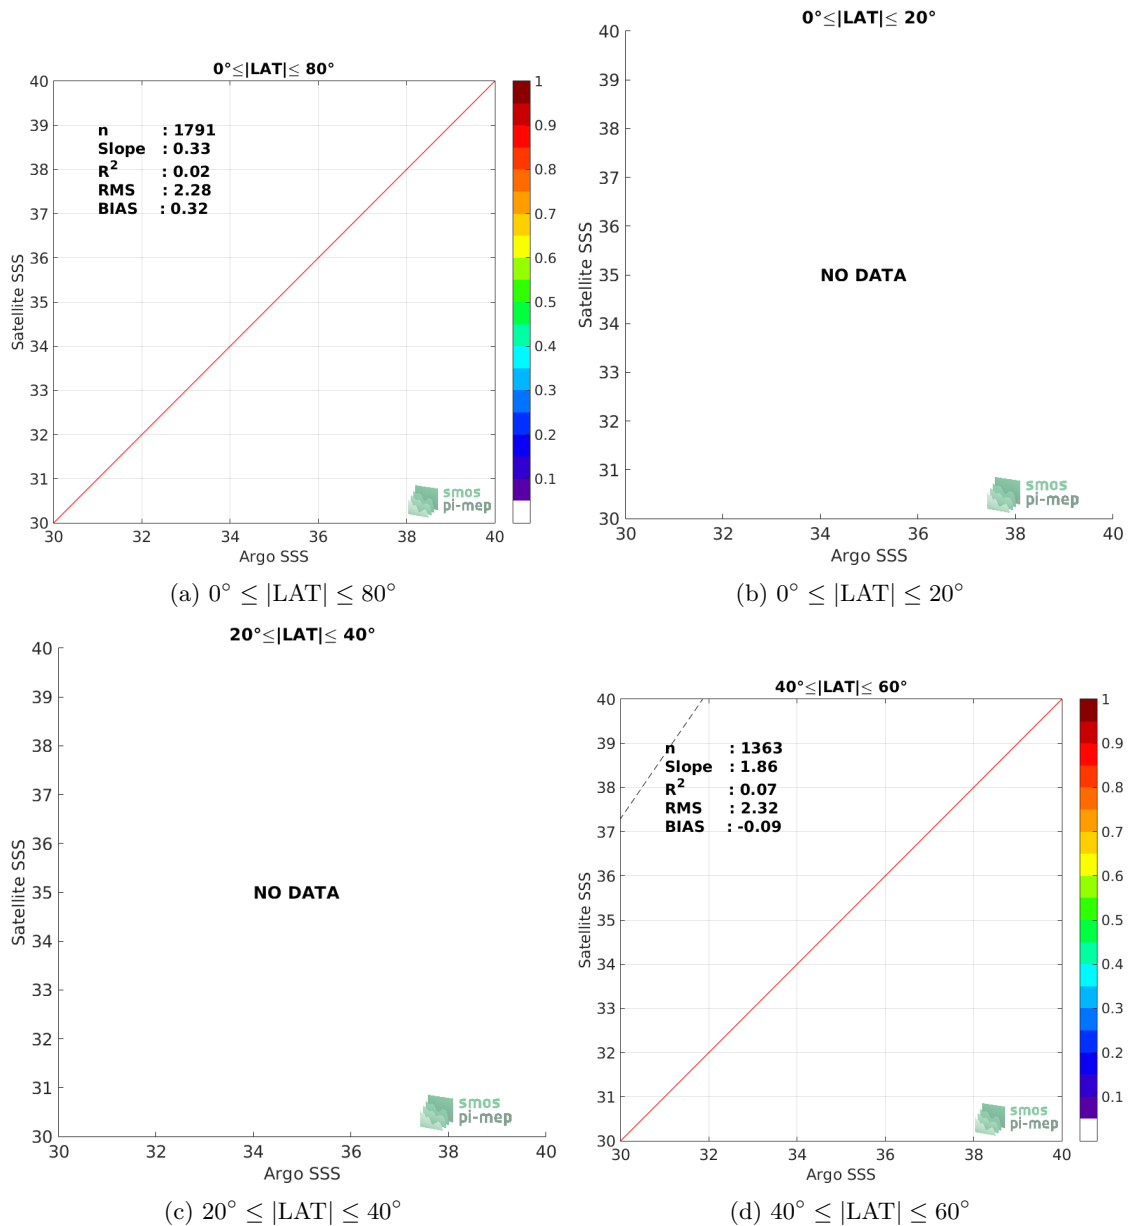 0°≤|LAT|≤ 80°
40
39
38
37
36
35
34
33
32
31
30
Satellite SSS
n : 1791
Slope : 0.33
R² : 0.02
RMS : 2.28
BIAS : 0.32
1
0.9
0.8
0.7
0.6
0.5
0.4
0.3
0.2
0.1
smos
pi-mep
30 32 34 36 38 40
Argo SSS
(a) 0° ≤ |LAT| ≤ 80°
0°≤|LAT|≤ 20°
40
39
38
37
36
35
34
33
32
31
30
Satellite SSS
NO DATA
smos
pi-mep
30 32 34 36 38 40
Argo SSS
(b) 0° ≤ |LAT| ≤ 20°
20°≤|LAT|≤ 40°
40
39
38
37
36
35
34
33
32
31
30
Satellite SSS
NO DATA
smos
pi-mep
30 32 34 36 38 40
Argo SSS
(c) 20° ≤ |LAT| ≤ 40°
40°≤|LAT|≤ 60°
40
39
38
37
36
35
34
33
32
31
30
Satellite SSS
n : 1363
Slope : 1.86
R² : 0.07
RMS : 2.32
BIAS : -0.09
1
0.9
0.8
0.7
0.6
0.5
0.4
0.3
0.2
0.1
smos
pi-mep
30 32 34 36 38 40
Argo SSS
(d) 40° ≤ |LAT| ≤ 60°